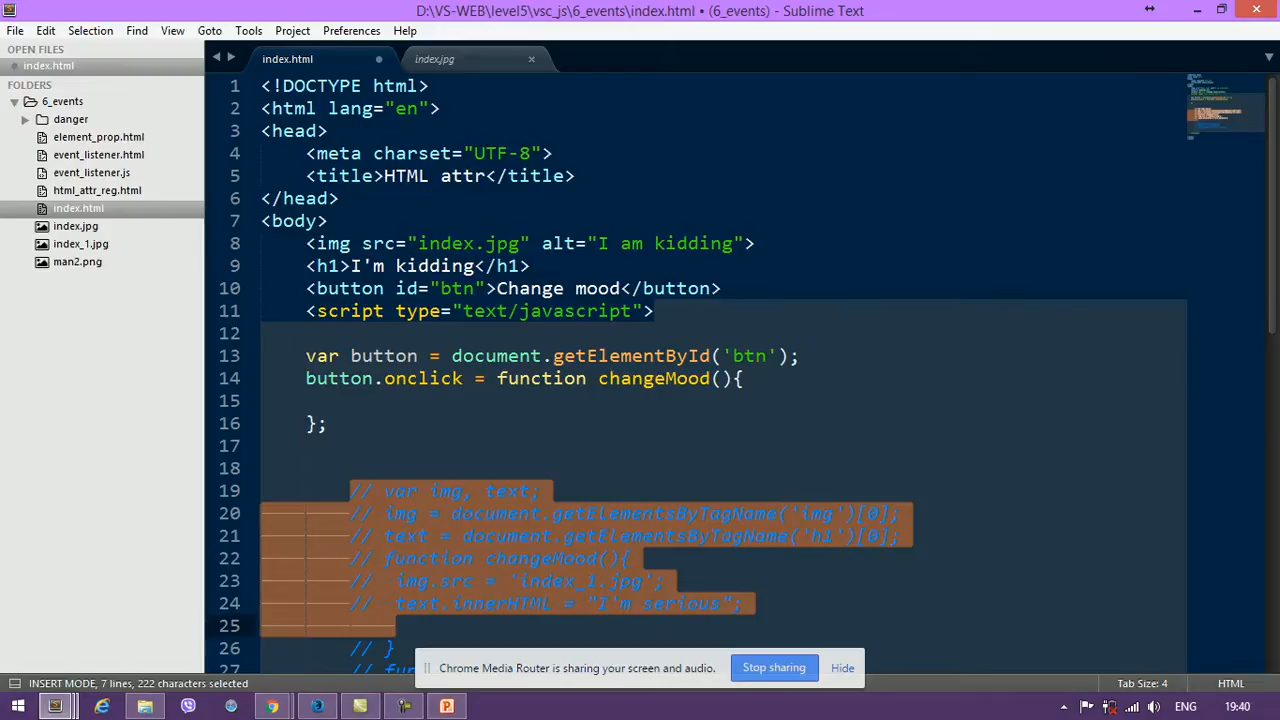 D:\VS-WEB\level5\vsc_js\6_events\index.html • (6_events) - Sublime Text
File Edit Selection Find View Goto Tools Project Preferences Help
OPEN FILES
index.html
FOLDERS
6_events
danger
element_prop.html
event_listener.html
event_listener.js
html_attr_reg.html
index.html
index.jpg
index_1.jpg
man2.png
index.html index.jpg
1 <!DOCTYPE html>
2 <html lang="en">
3 <head>
4 <meta charset="UTF-8">
5 <title>HTML attr</title>
6 </head>
7 <body>
8 <img src="index.jpg" alt="I am kidding">
9 <h1>I'm kidding</h1>
10 <button id="btn">Change mood</button>
11 <script type="text/javascript">
12
13 var button = document.getElementById('btn');
14 button.onclick = function changeMood(){
15
16 };
17
18
19 // var img, text;
20 // img = document.getElementsByTagName('img')[0];
21 // text = document.getElementsByTagName('h1')[0];
22 // function changeMood(){
23 // img.src = 'index_1.jpg';
24 // text.innerHTML = "I'm serious";
25
26 // }
27
Chrome Media Router is sharing your screen and audio. Stop sharing Hide
INSERT MODE, 7 lines, 222 characters selected Tab Size: 4 HTML
ENG 19:40